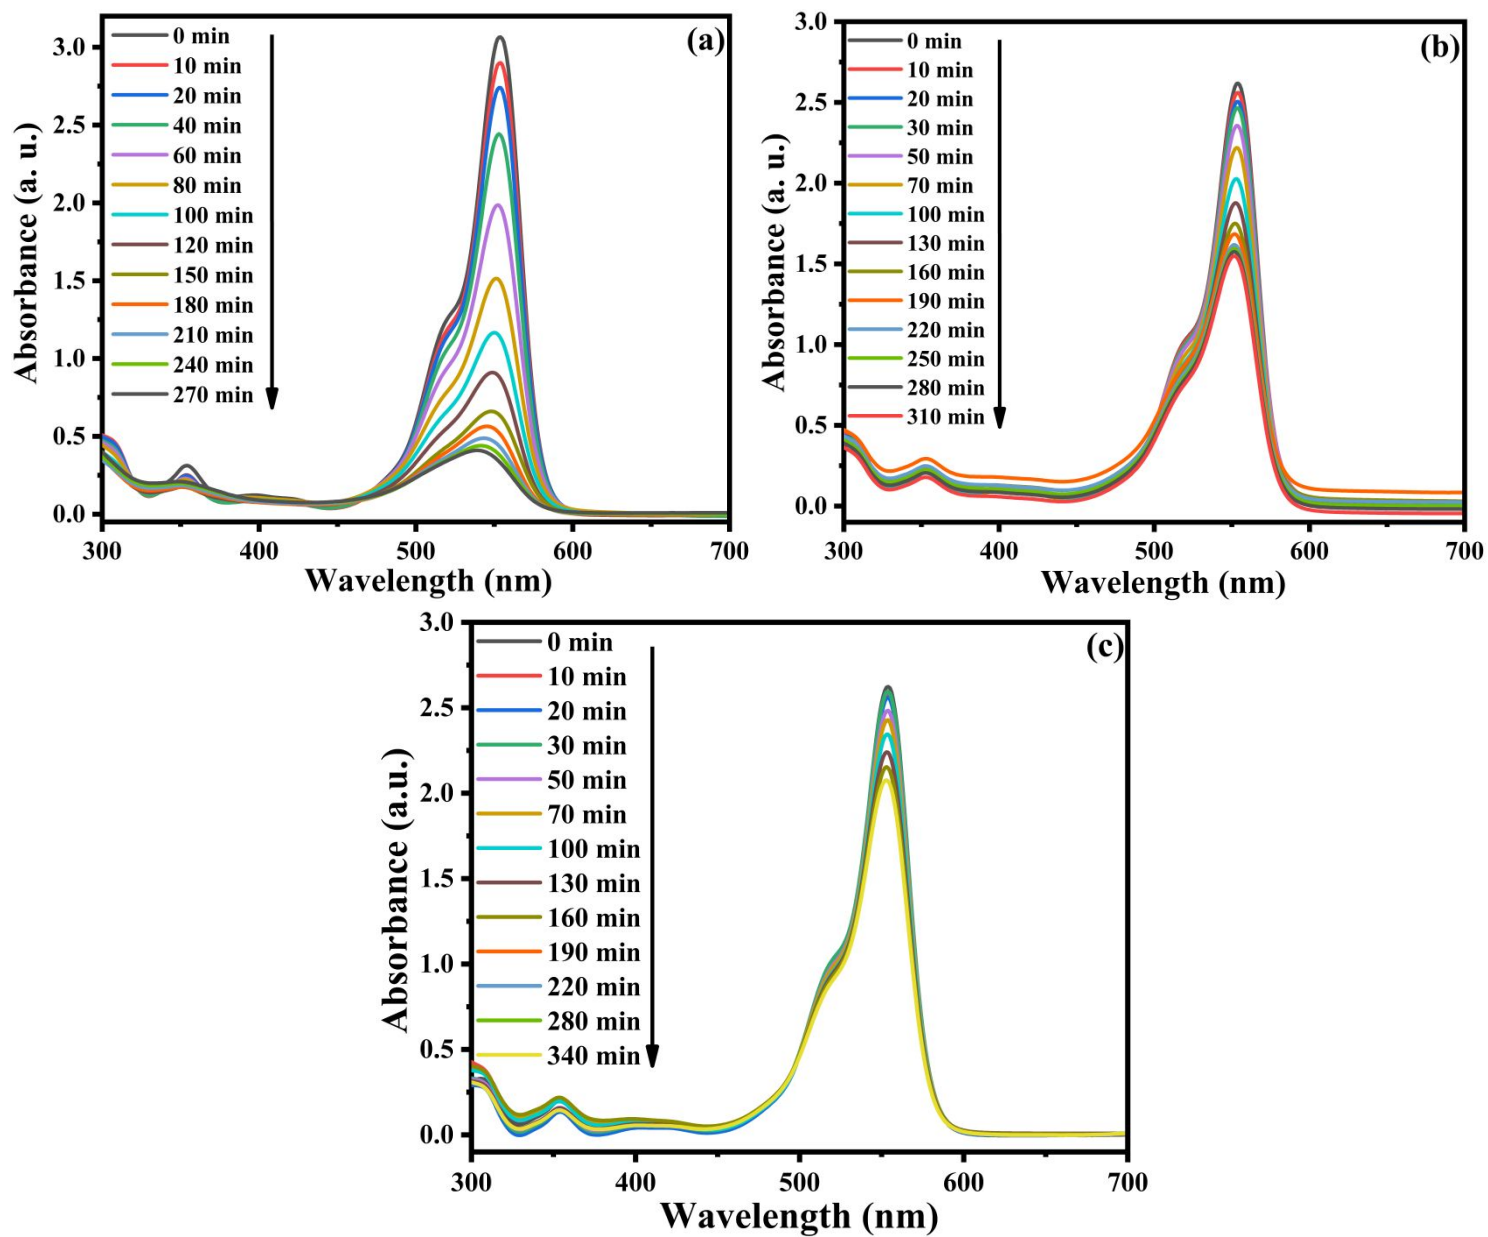 (a)
0 min
10 min
20 min
40 min
60 min
80 min
100 min
120 min
150 min
180 min
210 min
240 min
270 min
3.0
2.5
2.0
1.5
1.0
0.5
0.0
Absorbance (a. u.)
300 400 500 600 700
Wavelength (nm)
(b)
0 min
10 min
20 min
30 min
50 min
70 min
100 min
130 min
160 min
190 min
220 min
250 min
280 min
310 min
3.0
2.5
2.0
1.5
1.0
0.5
0.0
Absorbance (a. u.)
300 400 500 600 700
Wavelength (nm)
(c)
0 min
10 min
20 min
30 min
50 min
70 min
100 min
130 min
160 min
190 min
220 min
280 min
340 min
3.0
2.5
2.0
1.5
1.0
0.5
0.0
Absorbance (a.u.)
300 400 500 600 700
Wavelength (nm)